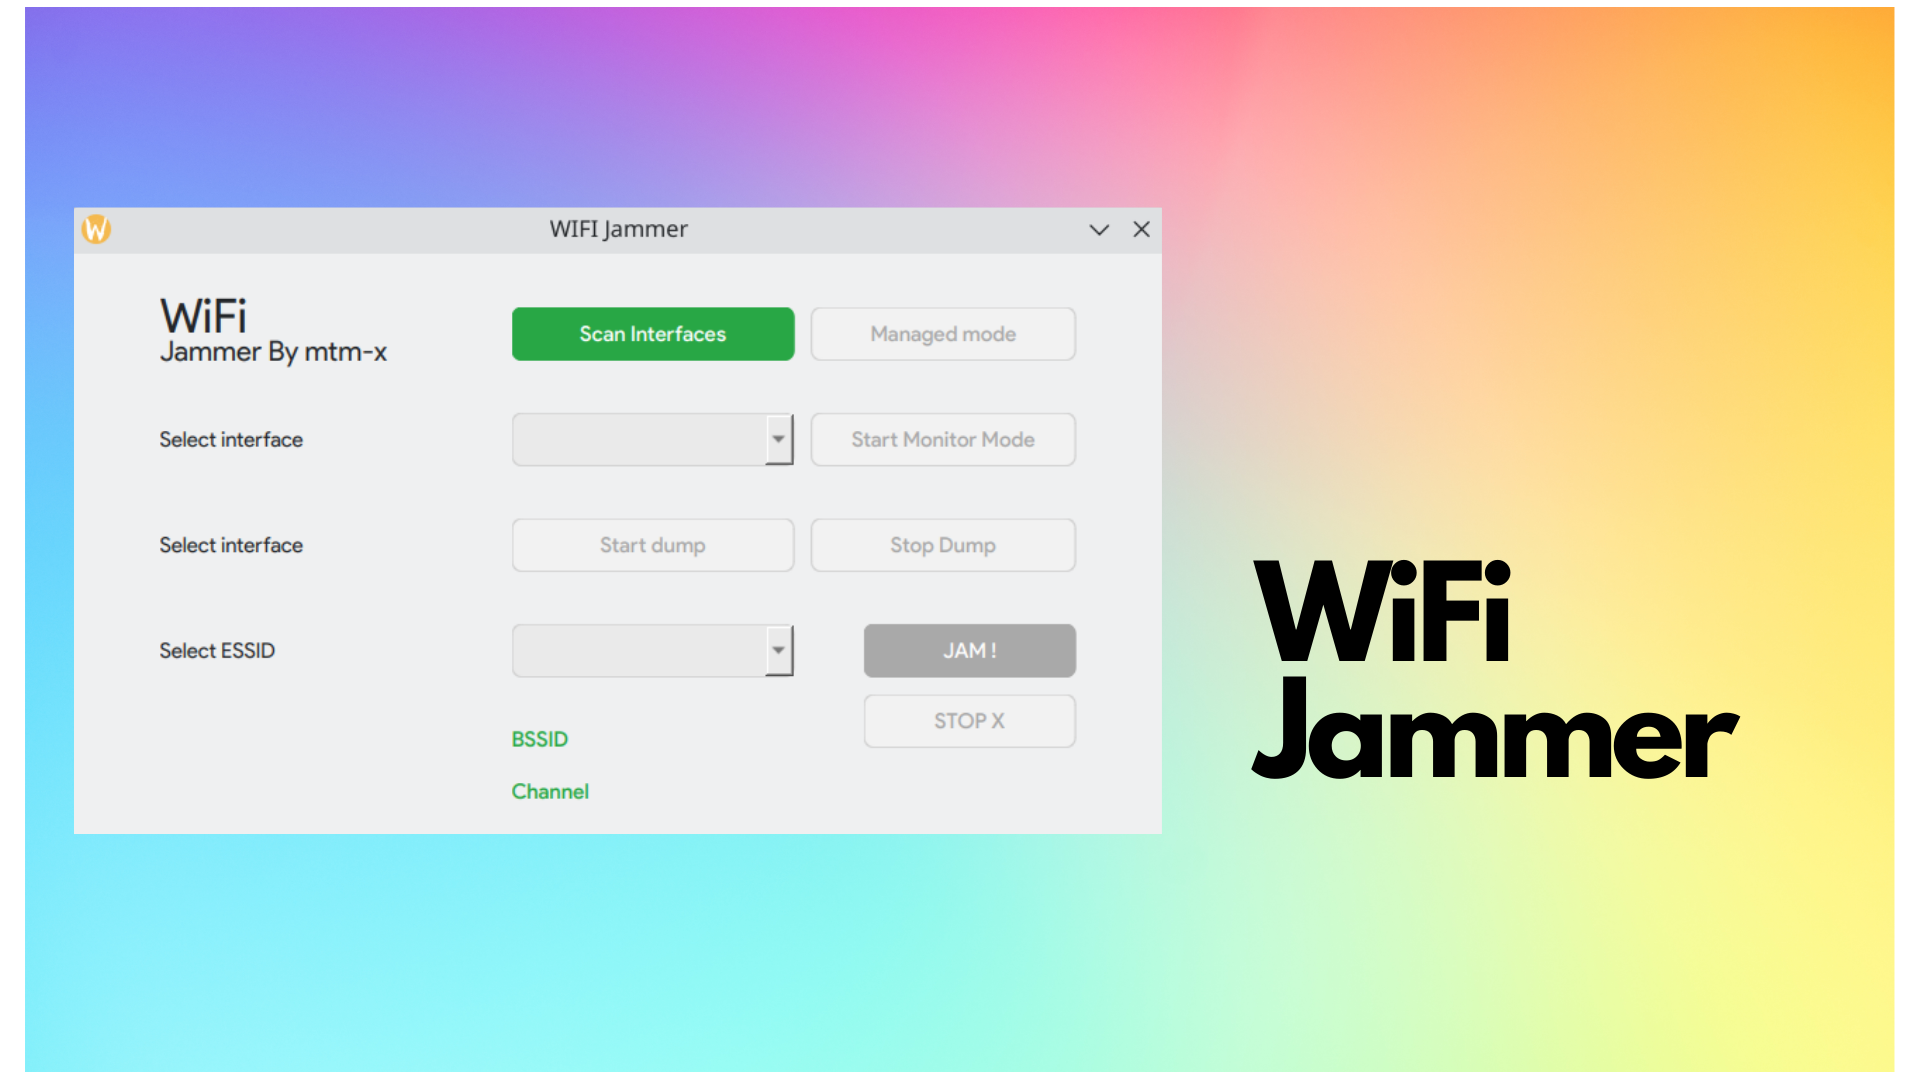 WIFI Jammer
WiFi
Jammer By mtm-x
Scan Interfaces
Managed mode
Select interface
Start Monitor Mode
Select interface
Start dump
Stop Dump
Select ESSID
JAM !
STOP X
BSSID
Channel
WiFi
Jammer